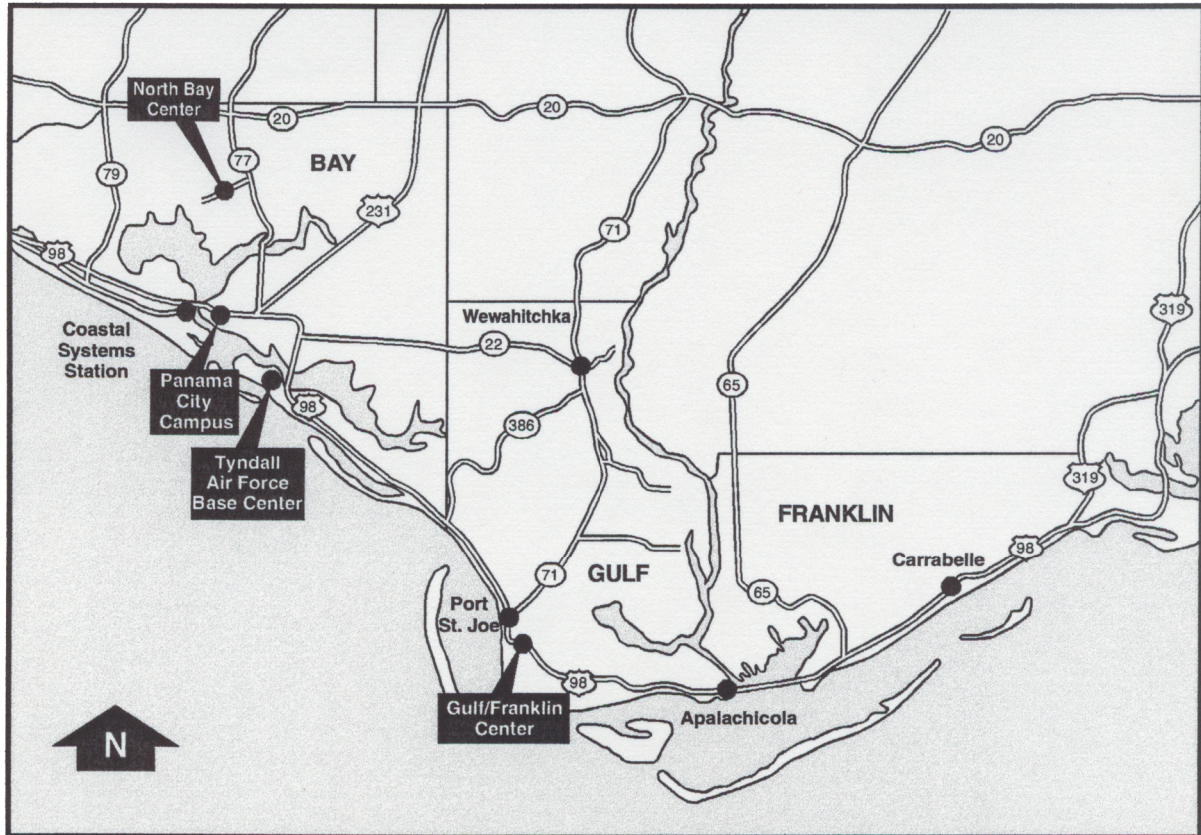 North Bay
Center
20
20
20
79
77
BAY
231
71
98
Coastal
Systems
Station
Wewahitchka
22
319
65
Panama
City
Campus
98
386
Tyndall
Air Force
Base Center
319
FRANKLIN
98
Carrabelle
71
GULF
65
Port
St. Joe
98
Gulf/Franklin
Center
Apalachicola
N